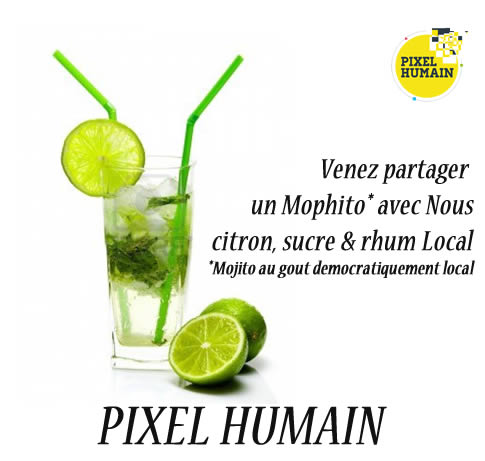 PIXEL
HUMAIN
Venez partager
un Mophito* avec Nous
citron, sucre & rhum Local
*Mojito au gout democratiquement local
PIXEL HUMAIN